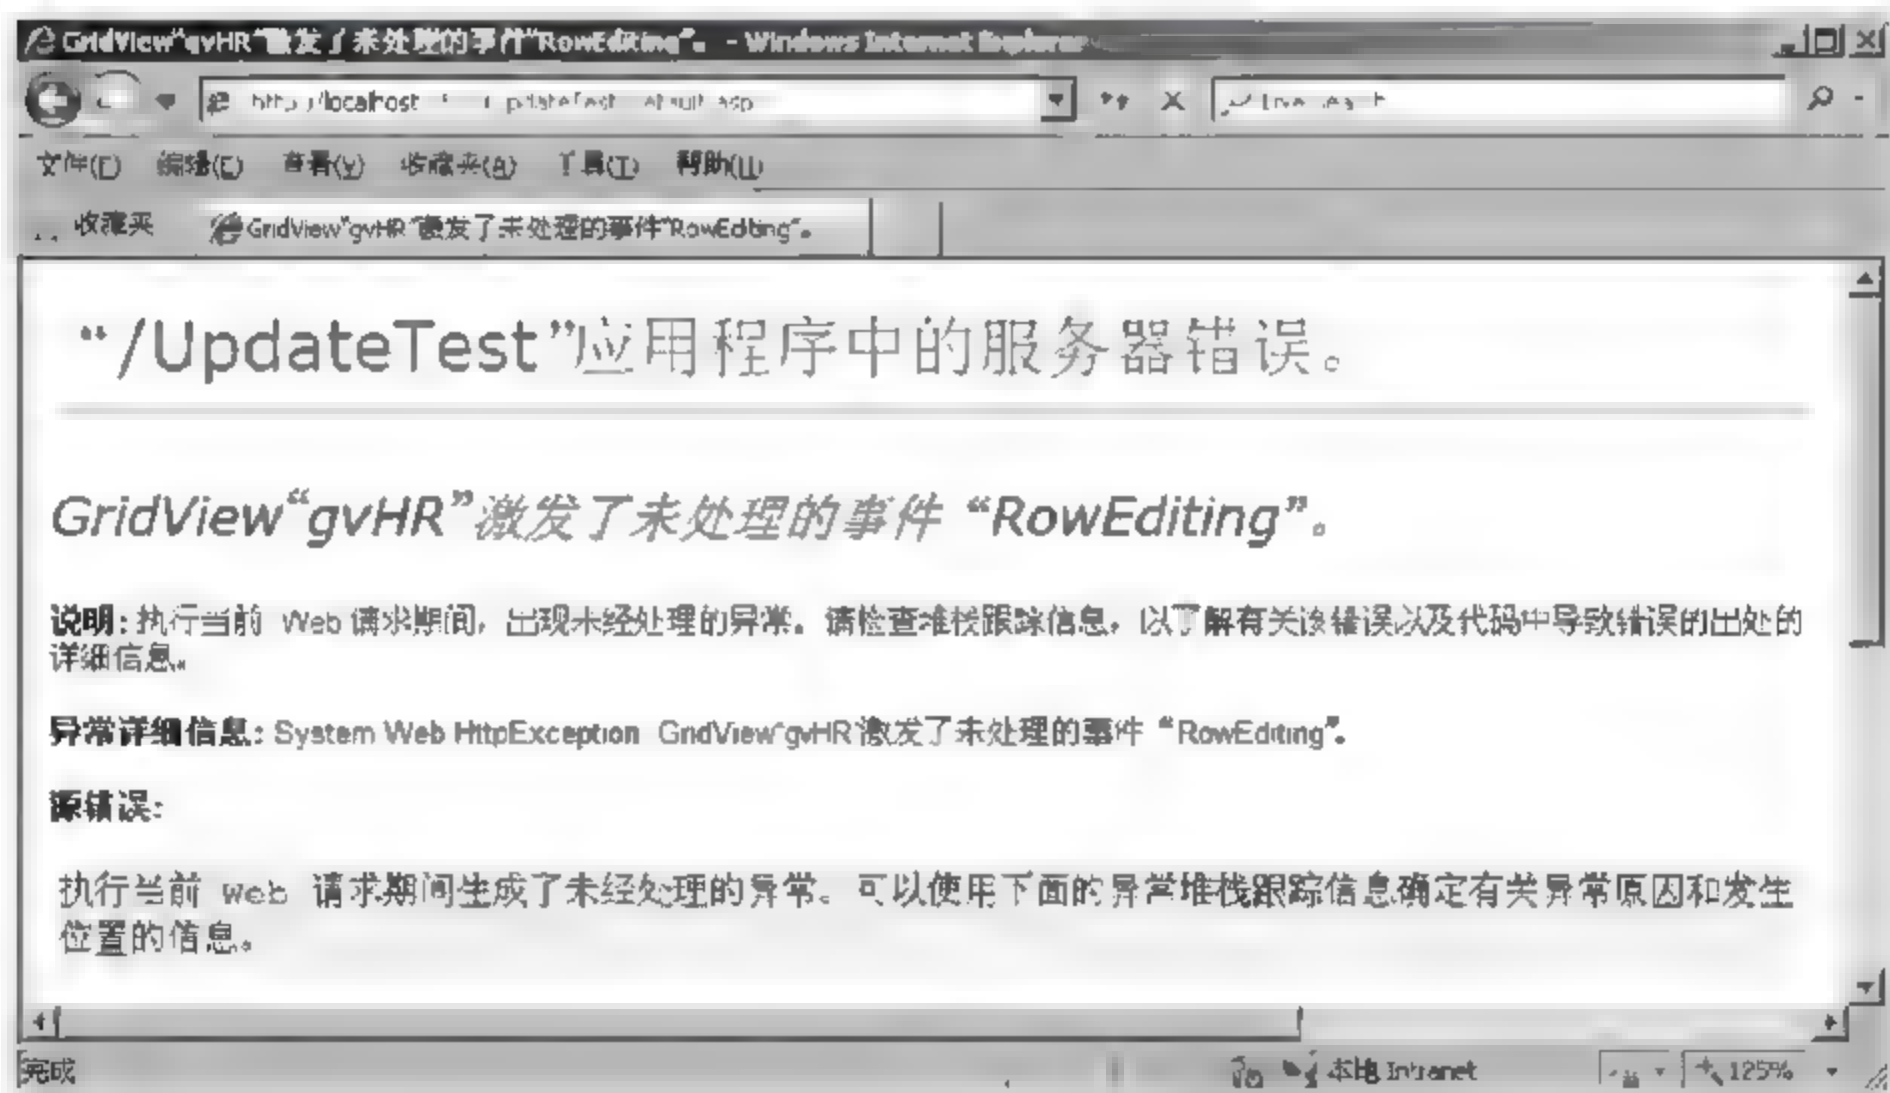 GridView“gvHR”激发了未处理的事件“RowEditing”。 - Windows Internet Explorer
http://localhost
文件(F) 编辑(E) 查看(V) 收藏夹(A) 工具(T) 帮助(H)
收藏夹 GridView“gvHR”激发了未处理的事件“RowEditing”。
“/UpdateTest”应用程序中的服务器错误。
GridView“gvHR”激发了未处理的事件 “RowEditing”。
说明: 执行当前 Web 请求期间，出现未经处理的异常。请检查堆栈跟踪信息，以了解有关该错误以及代码中导致错误的出处的
详细信息。
异常详细信息: System Web HttpException GridView“gvHR”激发了未处理的事件 “RowEditing”。
源错误:
执行当前 Web 请求期间生成了未经处理的异常。可以使用下面的异常堆栈跟踪信息确定有关异常原因和发生
位置的信息。
完成 本地 Intranet 125%